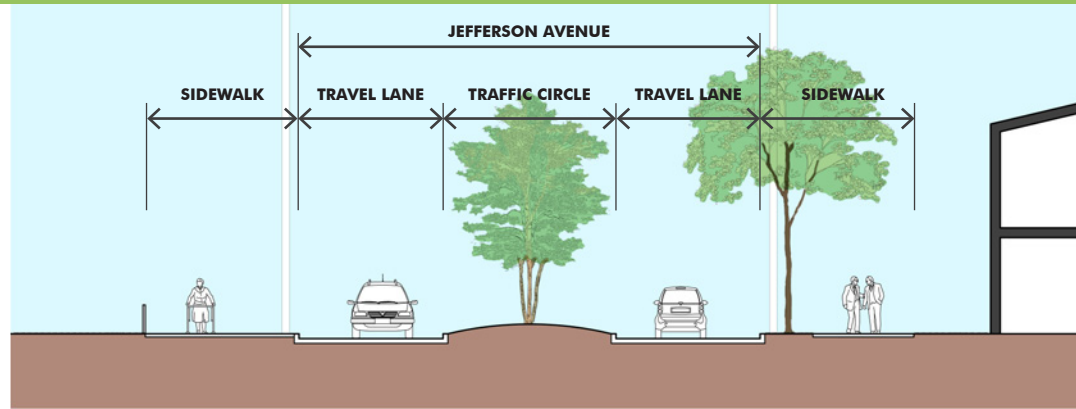 JEFFERSON AVENUE
SIDEWALK TRAVEL LANE TRAFFIC CIRCLE TRAVEL LANE SIDEWALK